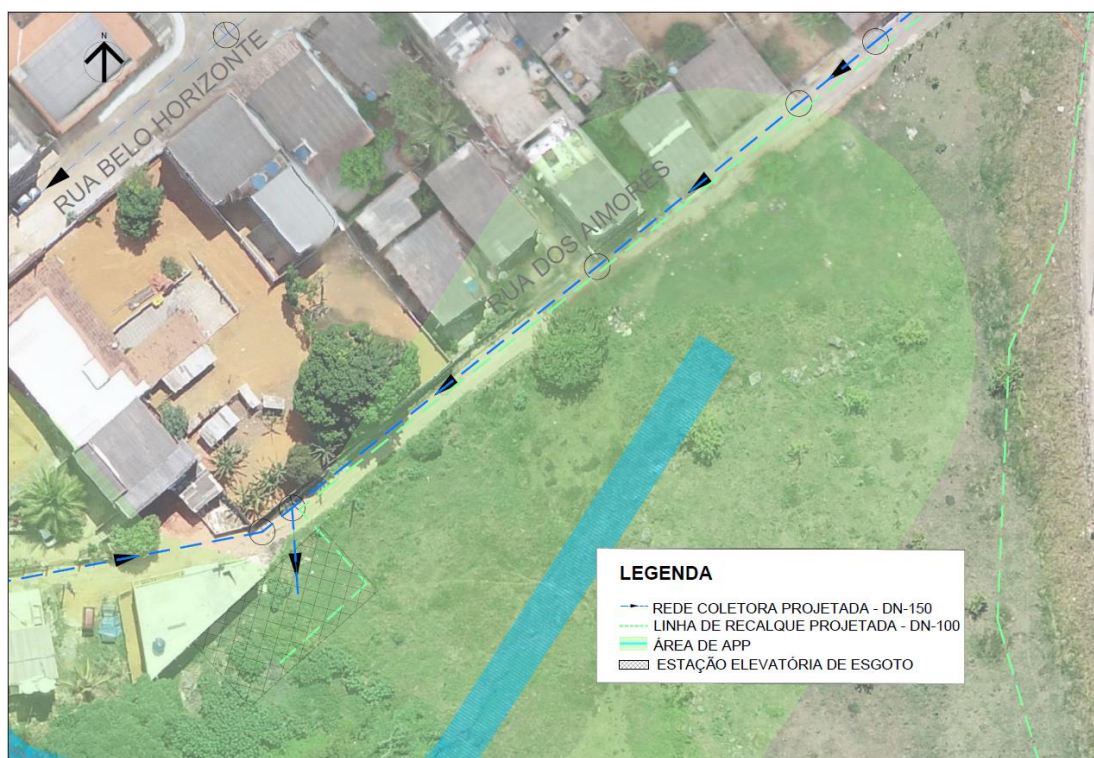 N
RUA BELO HORIZONTE
RUA DOS AIMORÉS
LEGENDA
REDE COLETORA PROJETADA - DN-150
LINHA DE RECALQUE PROJETADA - DN-100
ÁREA DE APP
ESTAÇÃO ELEVATÓRIA DE ESGOTO